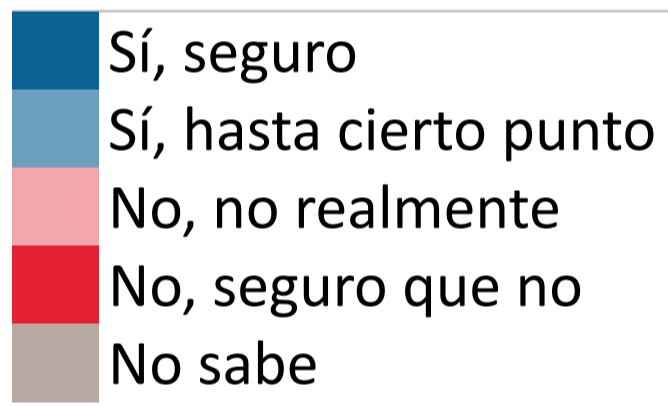 Sí, seguro
Sí, hasta cierto punto
No, no realmente
No, seguro que no
No sabe